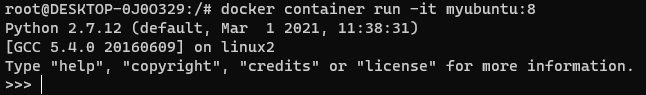 root@DESKTOP-0J0O329:/# docker container run -it myubuntu:8
Python 2.7.12 (default, Mar  1 2021, 11:38:31)
[GCC 5.4.0 20160609] on linux2
Type "help", "copyright", "credits" or "license" for more information.
>>>